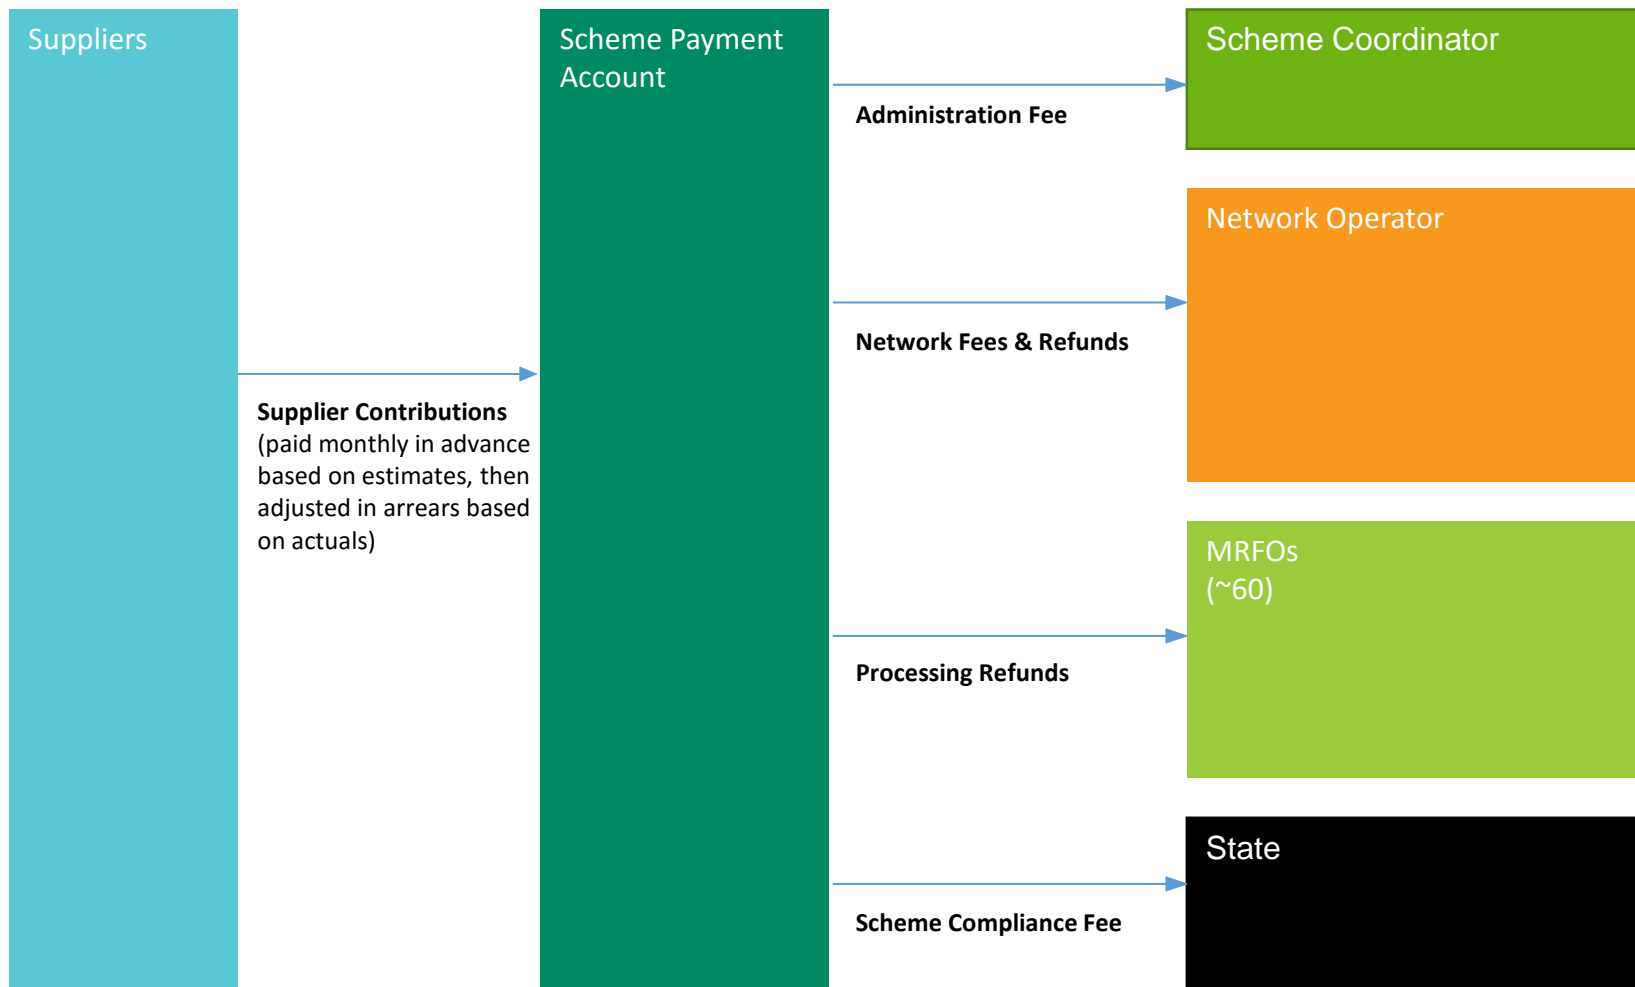 Suppliers
Scheme Payment
Account
Scheme Coordinator
Administration Fee
Network Operator
Network Fees & Refunds
Supplier Contributions
(paid monthly in advance
based on estimates, then
adjusted in arrears based
on actuals)
MRFOs
(~60)
Processing Refunds
State
Scheme Compliance Fee